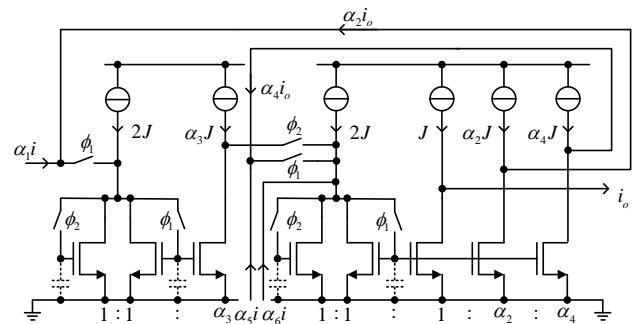 α₂iₒ
α₄iₒ
α₁i
ϕ₁
2J
α₃J
ϕ₂
ϕ₁
2J
J
α₂J
α₄J
iₒ
ϕ₂
ϕ₁
ϕ₂
ϕ₁
1 : 1 : α₃ α₅i α₆i 1 : 1 : 1 : α₂ : α₄